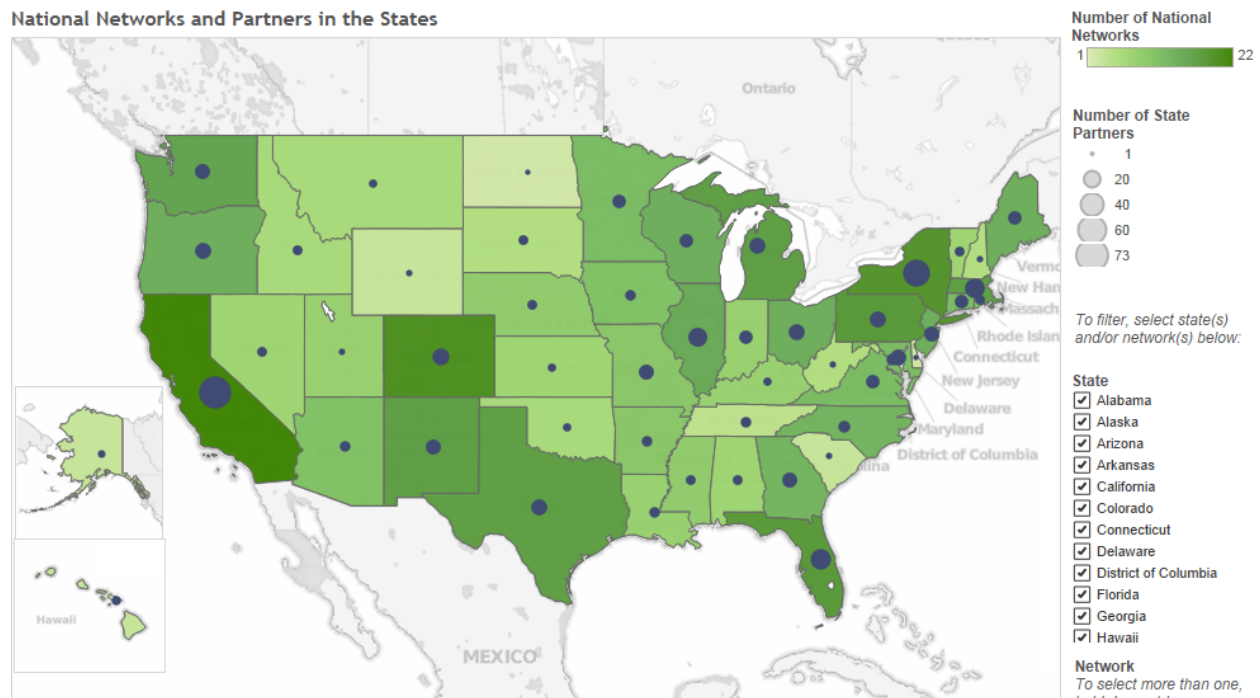 National Networks and Partners in the States
Ontario
Vermo
New Ham
Massach
Rhode Islan
Connecticut
New Jersey
Delaware
Maryland
District of Columbia
lina
Hawaii
MEXICO
Number of National
Networks
1 22
Number of State
Partners
1
20
40
60
73
To filter, select state(s)
and/or network(s) below:
State
Alabama
Alaska
Arizona
Arkansas
California
Colorado
Connecticut
Delaware
District of Columbia
Florida
Georgia
Hawaii
Network
To select more than one,